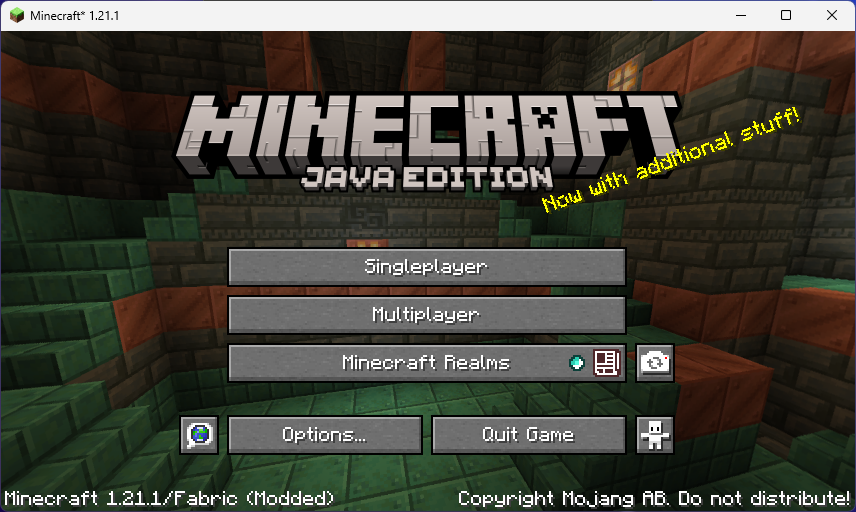 Minecraft* 1.21.1
MINECRAFT
JAVA EDITION
Now with additional stuff!
Singleplayer
Multiplayer
Minecraft Realms
Options...
Quit Game
Minecraft 1.21.1/Fabric (Modded)
Copyright Mojang AB. Do not distribute!